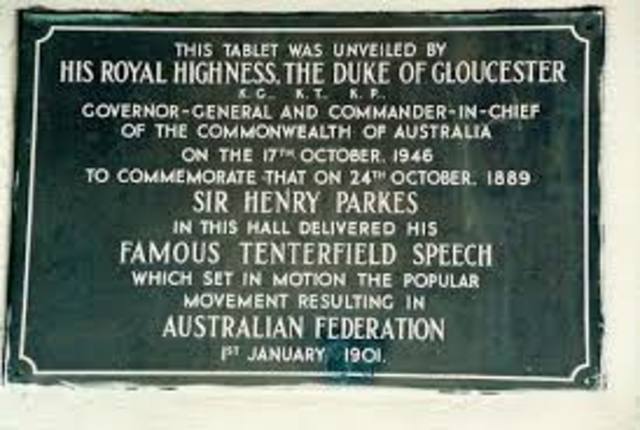 THIS TABLET WAS UNVEILED BY
HIS ROYAL HIGHNESS, THE DUKE OF GLOUCESTER
K.G. K.T. K.P.
GOVERNOR-GENERAL AND COMMANDER-IN-CHIEF
OF THE COMMONWEALTH OF AUSTRALIA
ON THE 17TH OCTOBER, 1946
TO COMMEMORATE THAT ON 24TH OCTOBER, 1889
SIR HENRY PARKES
IN THIS HALL DELIVERED HIS
FAMOUS TENTERFIELD SPEECH
WHICH SET IN MOTION THE POPULAR
MOVEMENT RESULTING IN
AUSTRALIAN FEDERATION
1ST JANUARY 1901.